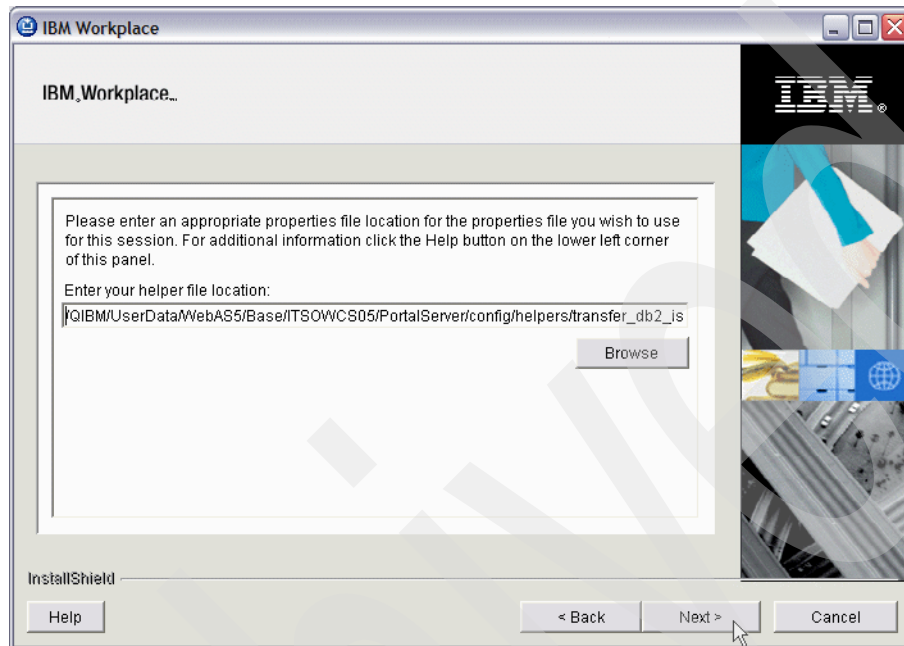 IBM Workplace
IBM Workplace
IBM
Please enter an appropriate properties file location for the properties file you wish to use
for this session. For additional information click the Help button on the lower left corner
of this panel.
Enter your helper file location:
/QIBM/UserData/WebAS5/Base/ITSOWCS05/PortalServer/config/helpers/transfer_db2_is
Browse
InstallShield
Help
< Back
Next >
Cancel